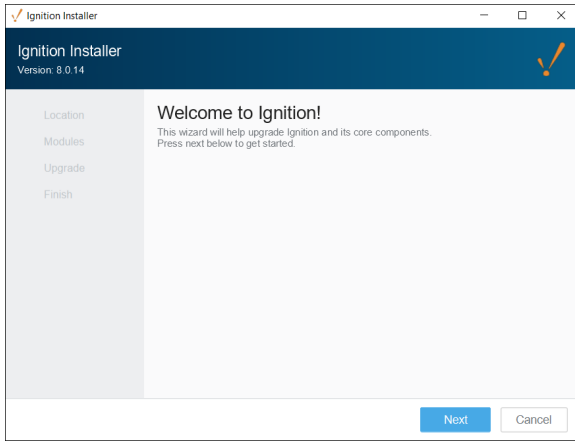 Ignition Installer
Ignition Installer
Version: 8.0.14
Location
Modules
Upgrade
Finish
Welcome to Ignition!
This wizard will help upgrade Ignition and its core components.
Press next below to get started.
Next
Cancel